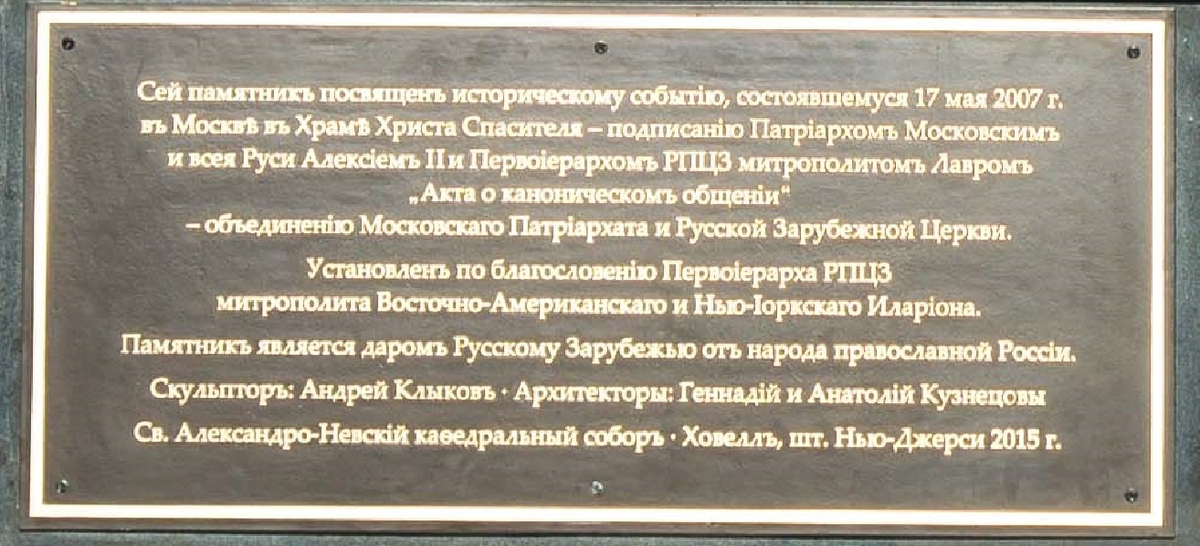 Сей памятникъ посвященъ историческому событію, состоявшемуся 17 мая 2007 г.
въ Москвѣ въ Храмѣ Христа Спасителя – подписанію Патріархомъ Московскимъ
и всея Руси Алексіемъ II и Первоіерархомъ РПЦЗ митрополитомъ Лавромъ
„Акта о каноническомъ общеніи“
– объединенію Московскаго Патріархата и Русской Зарубежной Церкви.
Установленъ по благословенію Первоіерарха РПЦЗ
митрополита Восточно-Американскаго и Нью-Іоркскаго Иларіона.
Памятникъ является даромъ Русскому Зарубежью отъ народа православной Россіи.
Скульпторъ: Андрей Клыковъ · Архитекторы: Геннадій и Анатолій Кузнецовы
Св. Александро-Невскій каѳедральный соборъ · Ховеллъ, шт. Нью-Джерси 2015 г.